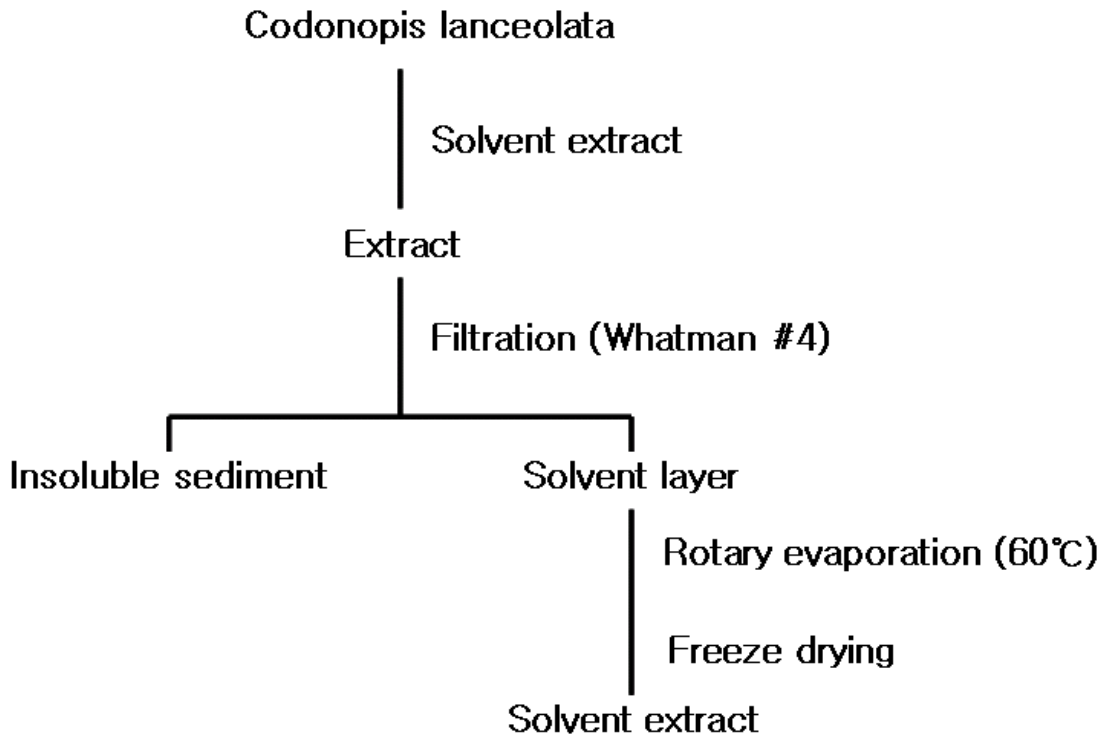 Codonopis lanceolata
Solvent extract
Extract
Filtration (Whatman #4)
Insoluble sediment
Solvent layer
Rotary evaporation (60℃)
Freeze drying
Solvent extract